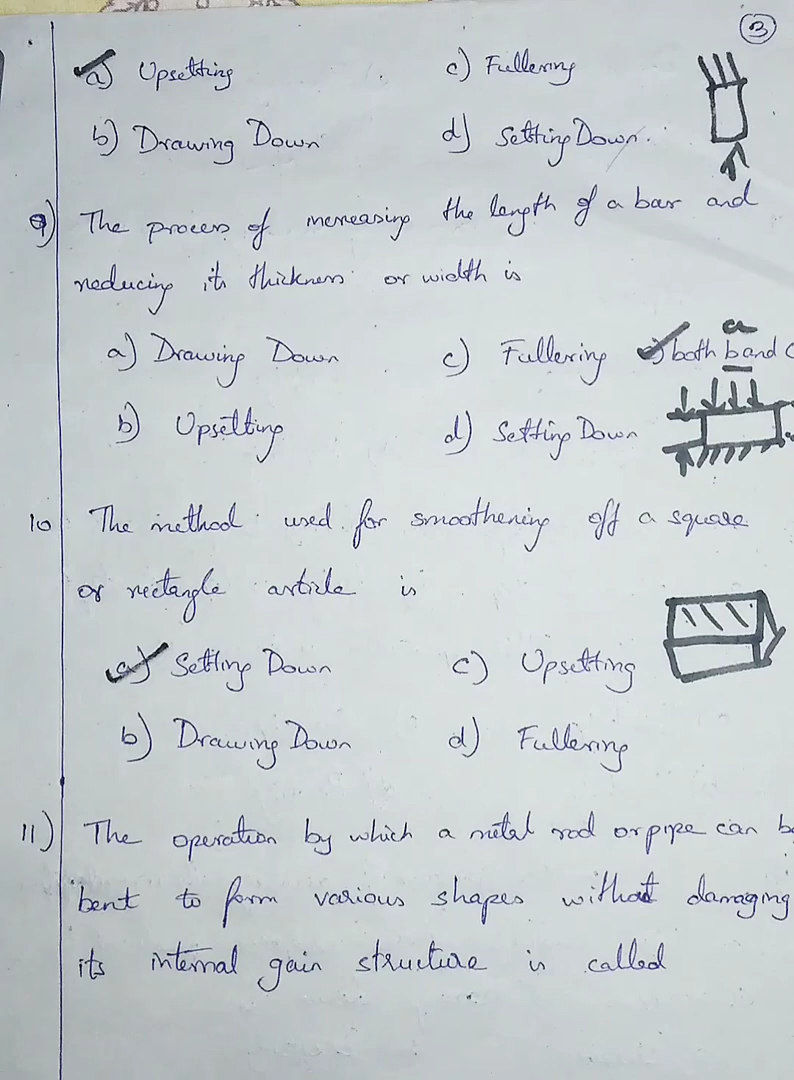 3
a) Upsetting c) Fullering
b) Drawing Down d) Setting Down.
9) The process of increasing the length of a bar and
reducing its thickness or width is
a
a) Drawing Down c) Fullering e) both b and c
b) Upsetting d) Setting Down
10 The method used for smoothening off a square
or rectangle article is
a) Setting Down c) Upsetting
b) Drawing Down d) Fullering
11) The operation by which a metal rod or pipe can be
bent to form various shapes without damaging
its internal gain structure is called